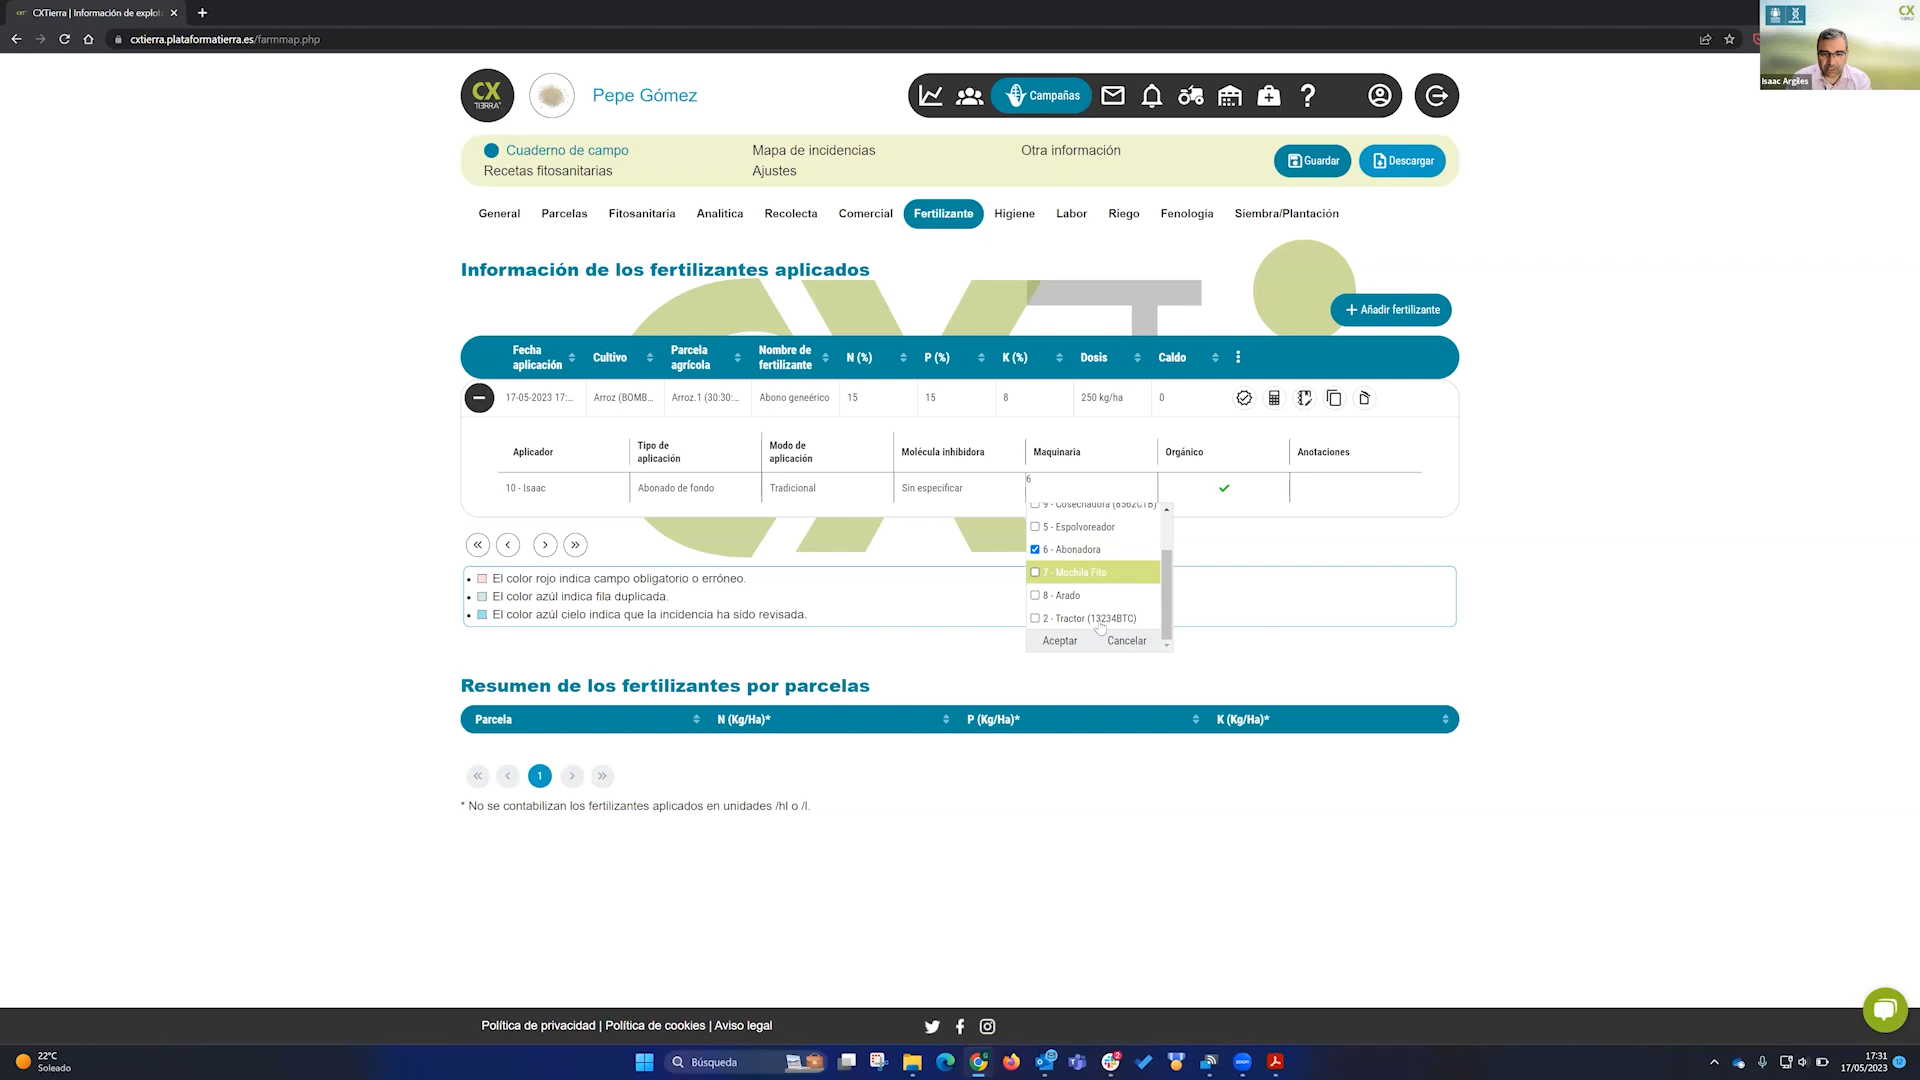 CXTierra | Información de explot
cxtierra.plataformatierra.es/farmmap.php
Isaac Argiles
CX
TIERRA
Pepe Gómez
Campañas
Cuaderno de campo
Mapa de incidencias
Otra información
Recetas fitosanitarias
Ajustes
Guardar
Descargar
General
Parcelas
Fitosanitaria
Analitica
Recolecta
Comercial
Fertilizante
Higiene
Labor
Riego
Fenologia
Siembra/Plantación
Información de los fertilizantes aplicados
Añadir fertilizante
Fecha aplicación
Cultivo
Parcela agrícola
Nombre de fertilizante
N (%)
P (%)
K (%)
Dosis
Caldo
17-05-2023 17:...
Arroz (BOMB...
Arroz.1 (30:30:...
Abono geneérico
15
15
8
250 kg/ha
0
Aplicador
Tipo de aplicación
Modo de aplicación
Molécula inhibidora
Maquinaria
Orgánico
Anotaciones
10 - Isaac
Abonado de fondo
Tradicional
Sin especificar
6
9 - Cosechadora (8562CTB)
5 - Espolvoreador
6 - Abonadora
7 - Mochila Fito
8 - Arado
2 - Tractor (13234BTC)
Aceptar
Cancelar
El color rojo indica campo obligatorio o erróneo.
El color azúl indica fila duplicada.
El color azúl cielo indica que la incidencia ha sido revisada.
Resumen de los fertilizantes por parcelas
Parcela
N (Kg/Ha)*
P (Kg/Ha)*
K (Kg/Ha)*
1
* No se contabilizan los fertilizantes aplicados en unidades /hl o /l.
Política de privacidad | Política de cookies | Aviso legal
22°C
Soleado
Búsqueda
17:31
17/05/2023